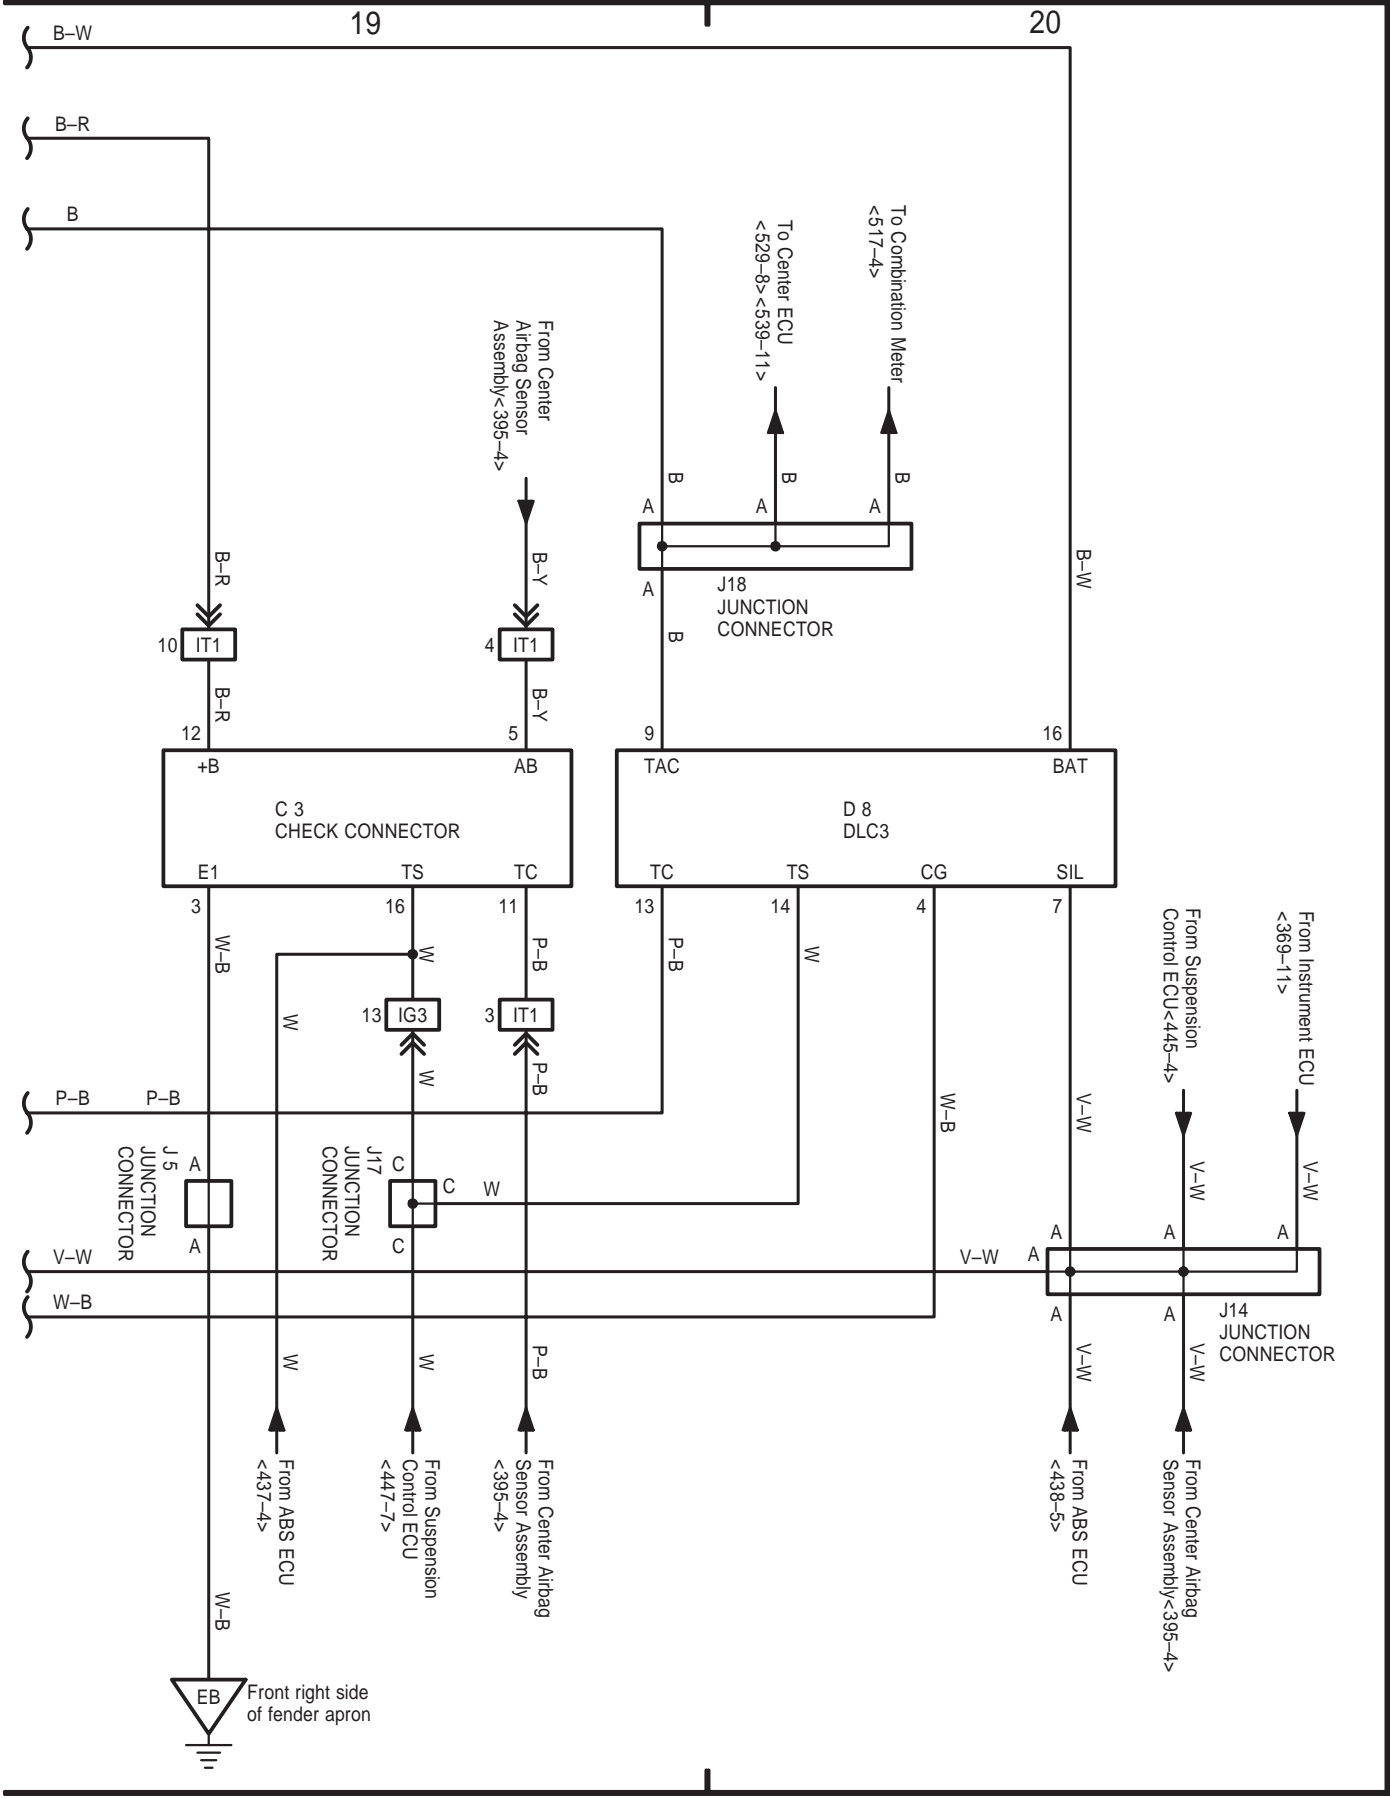 19
20
B–W
B–R
B
To Center ECU
<529–8><539–11>
To Combination Meter
<517–4>
From Center
Airbag Sensor
Assembly<395–4>
B
B
B
A
A
A
B–R
B–Y
B–W
A
J18
JUNCTION
CONNECTOR
B
10
IT1
4
IT1
B–R
B–Y
12
5
9
16
+B
AB
TAC
BAT
C 3
CHECK CONNECTOR
D 8
DLC3
E1
TS
TC
TC
TS
CG
SIL
3
16
11
13
14
4
7
W–B
W
P–B
P–B
W
From Suspension
Control ECU<445–4>
From Instrument ECU
<369–11>
W
13
IG3
3
IT1
W
P–B
P–B
P–B
W–B
V–W
J 5
JUNCTION
CONNECTOR
A
A
J17
JUNCTION
CONNECTOR
C
C
W
C
V–W
V–W
A
A
A
V–W
V–W
A
W–B
A
A
J14
JUNCTION
CONNECTOR
W
W
P–B
V–W
V–W
From ABS ECU
<437–4>
From Suspension
Control ECU
<447–7>
From Center Airbag
Sensor Assembly
<395–4>
From ABS ECU
<438–5>
From Center Airbag
Sensor Assembly<395–4>
W–B
EB
Front right side
of fender apron